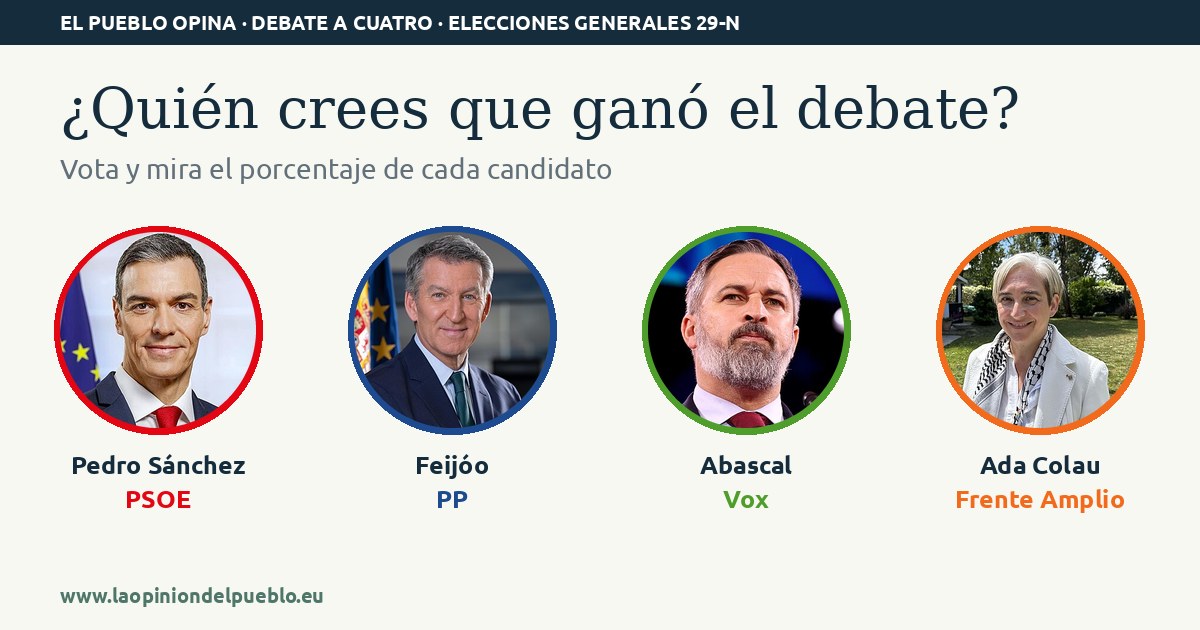 EL PUEBLO OPINA · DEBATE A CUATRO · ELECCIONES GENERALES 29-N
¿Quién crees que ganó el debate?
Vota y mira el porcentaje de cada candidato
Pedro Sánchez
PSOE
Feijóo
PP
Abascal
Vox
Ada Colau
Frente Amplio
www.laopiniondelpueblo.eu